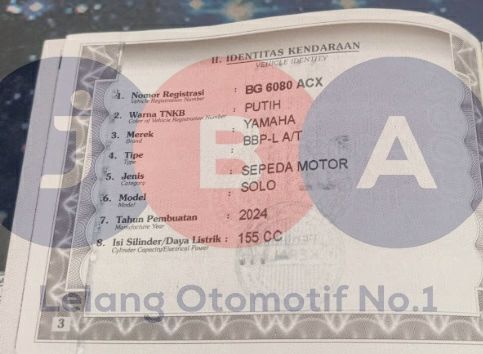 H. IDENTITAS KENDARAAN
VEHICLE IDENTITY
1. Nomor Registrasi : BG 6080 ACX
Vehicle Registration Number
2. Warna TNKB : PUTIH
Color of Vehicle Registration Number
3. Merek : YAMAHA
Brand
4. Tipe : BBP-L A/T
Type
5. Jenis : SEPEDA MOTOR
Category
6. Model : SOLO
Model
7. Tahun Pembuatan : 2024
Manufacture Year
8. Isi Silinder/Daya Listrik : 155 CC
Cylinder Capacity/Electrical Power
JBA
Lelang Otomotif No.1
3